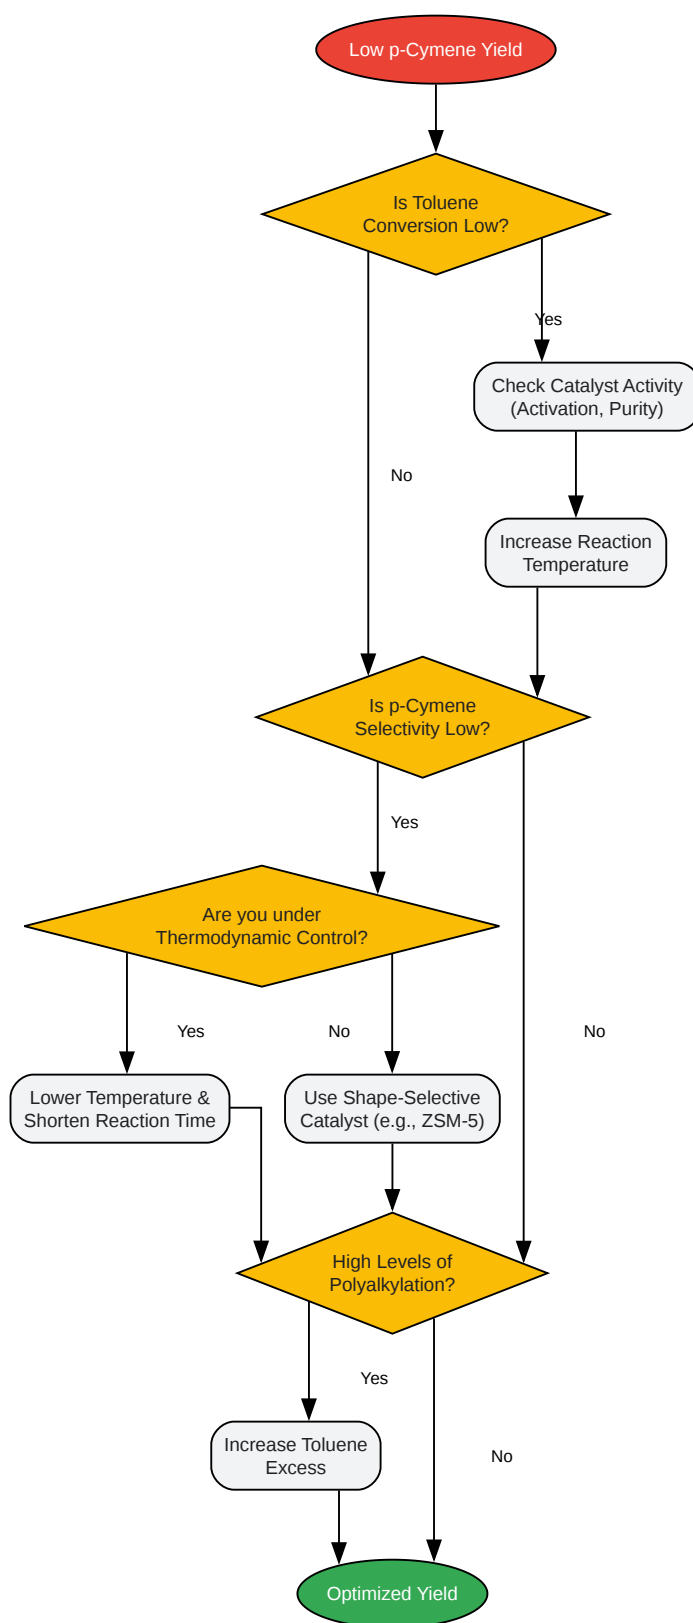 Low p-Cymene Yield
Is Toluene
Conversion Low?
Yes
Check Catalyst Activity
(Activation, Purity)
No
Increase Reaction
Temperature
Is p-Cymene
Selectivity Low?
Yes
Are you under
Thermodynamic Control?
Yes
No
No
Lower Temperature &
Shorten Reaction Time
Use Shape-Selective
Catalyst (e.g., ZSM-5)
High Levels of
Polyalkylation?
Yes
Increase Toluene
Excess
No
Optimized Yield